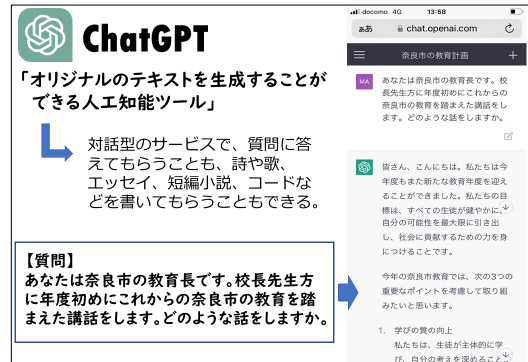 ChatGPT
「オリジナルのテキストを生成することが
できる人工知能ツール」
対話型のサービスで、質問に答
えてもらうことも、詩や歌、
エッセイ、短編小説、コードな
どを書いてもらうこともできる。
【質問】
あなたは奈良市の教育長です。校長先生方
に年度初めにこれからの奈良市の教育を踏
まえた講話をします。どのような話をしますか。
docomo 4G 13:58
ああ chat.openai.com
奈良市の教育計画
MA
あなたは奈良市の教育長です。校
長先生方に年度初めにこれからの
奈良市の教育を踏まえた講話をし
ます。どのような話をしますか。
皆さん、こんにちは。私たちは今
年度もまた新たな教育年度を迎え
ることができました。私たちの目
標は、すべての生徒が健やかに、
自分の可能性を最大限に引き出
し、社会に貢献するための力を身
につけることです。
今年の奈良市教育では、次の3つの
重要なポイントを考慮して取り組
みたいと思います。
1. 学びの質の向上
私たちは、生徒が主体的に学
び、自分の考えを深めること